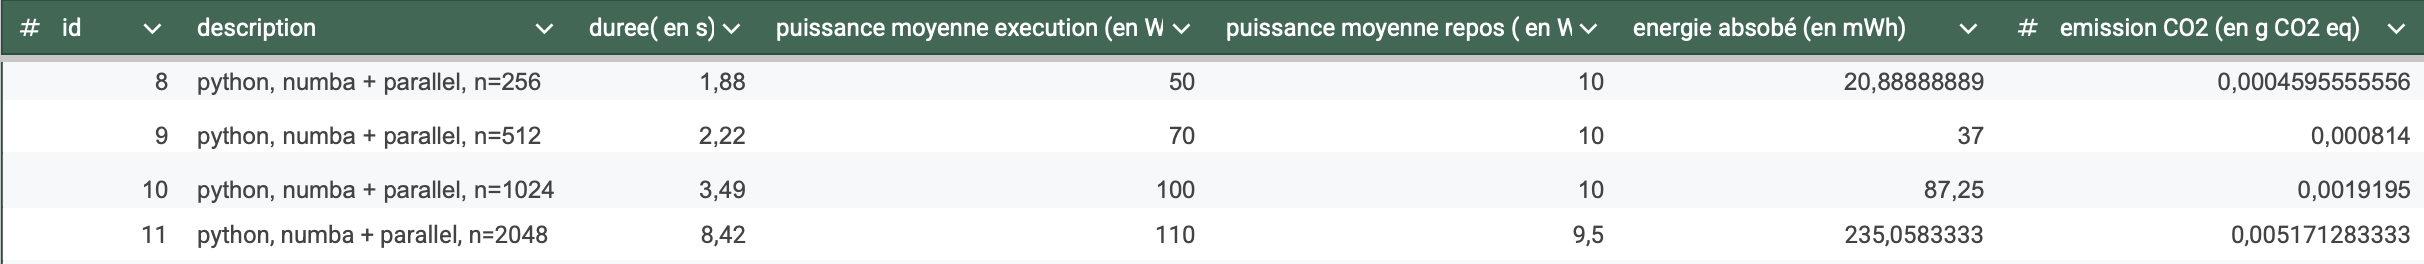 # id description duree( en s) puissance moyenne execution (en W puissance moyenne repos ( en W energie absobé (en mWh) # emission CO2 (en g CO2 eq)
8 python, numba + parallel, n=256 1,88 50 10 20,88888889 0,0004595555556
9 python, numba + parallel, n=512 2,22 70 10 37 0,000814
10 python, numba + parallel, n=1024 3,49 100 10 87,25 0,0019195
11 python, numba + parallel, n=2048 8,42 110 9,5 235,0583333 0,005171283333